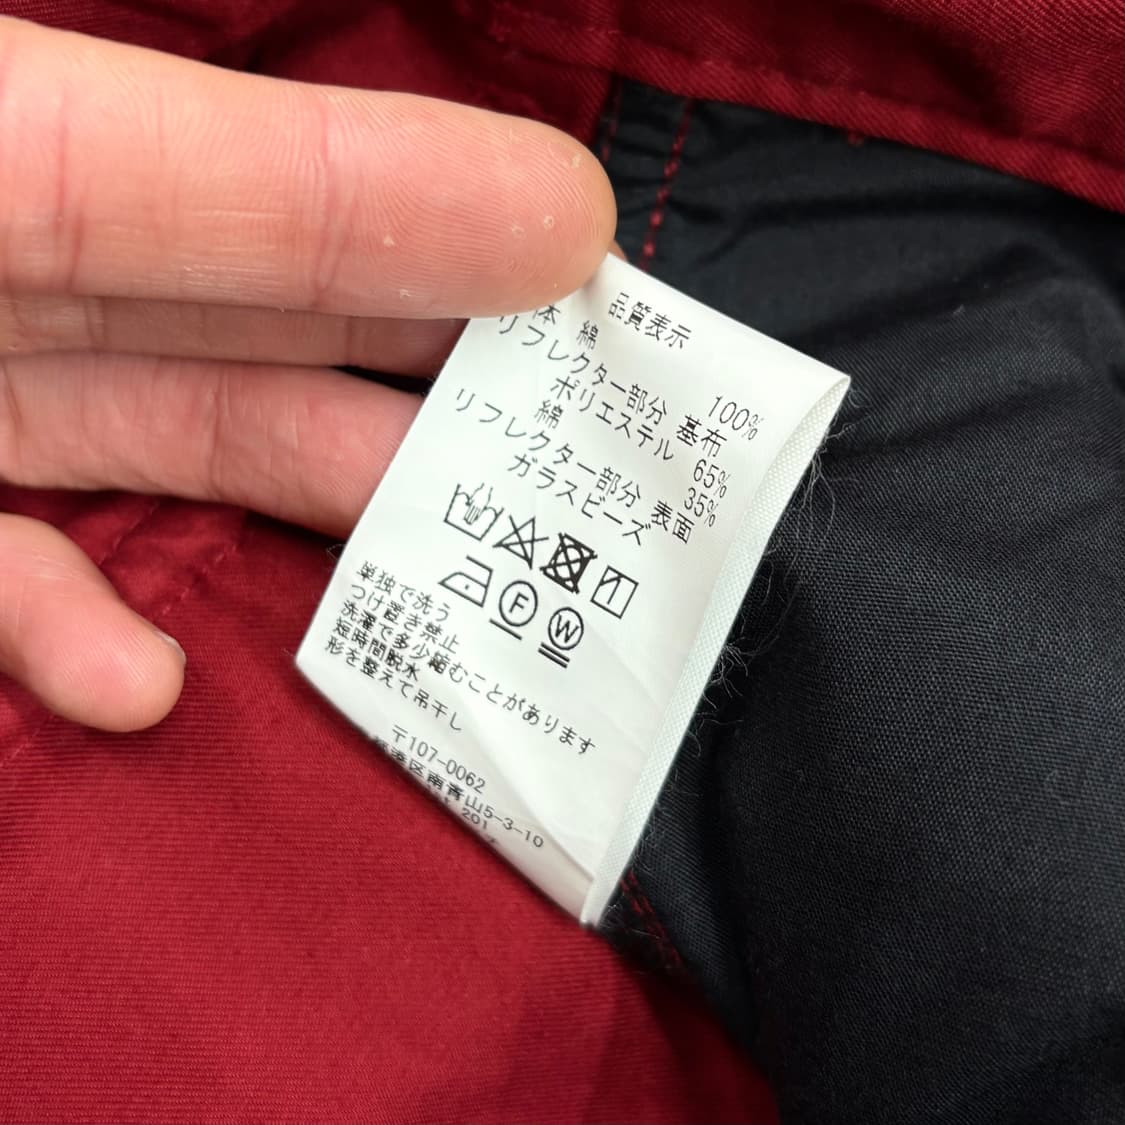 品質表示
体 綿 100%
リフレクター部分 基布
ポリエステル 65%
綿 35%
リフレクター部分 表面
ガラスビーズ
F W
単独で洗う
つけ置き禁止
洗濯で多少縮むことがあります
短時間脱水
形を整えて吊干し
〒107-0062
港区南青山5-3-10
201